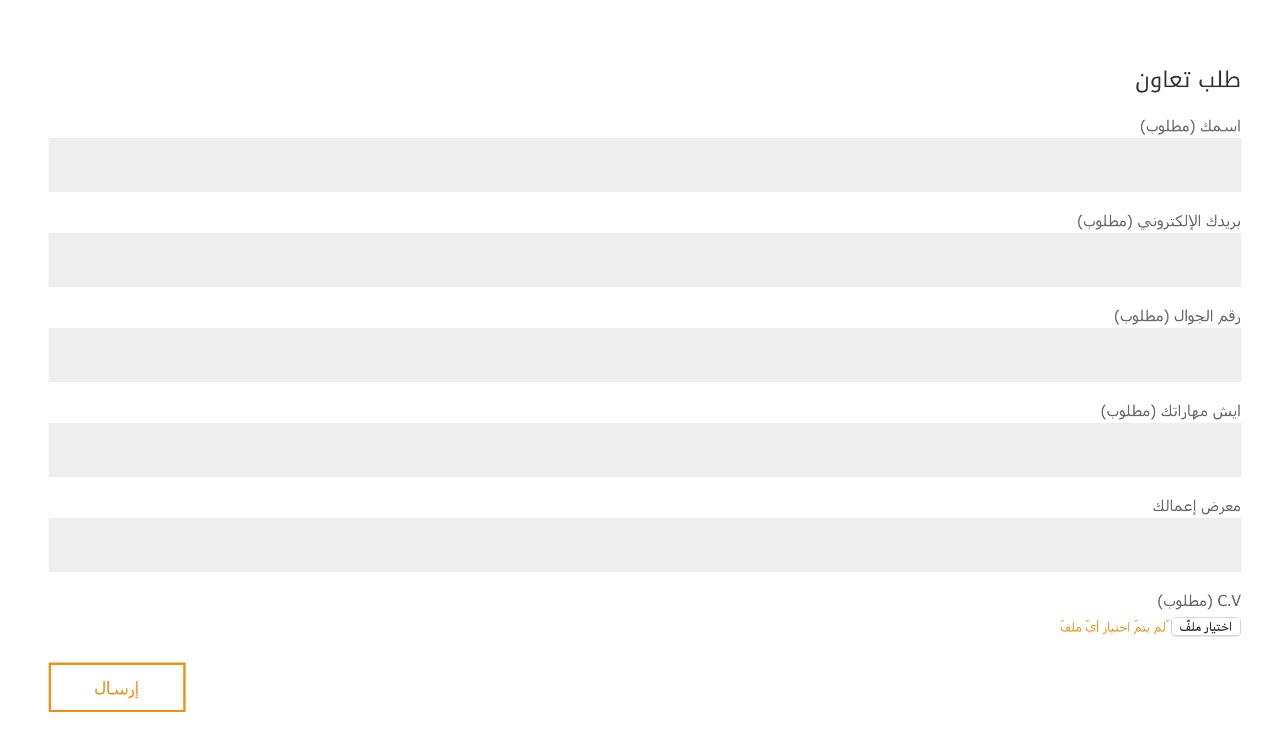 طلب تعاون
اسمك (مطلوب)
بريدك الإلكتروني (مطلوب)
رقم الجوال (مطلوب)
ايش مهاراتك (مطلوب)
معرض إعمالك
C.V (مطلوب)
اختيار ملفّ لم يتمّ اختيار أيّ ملفّ
إرسال